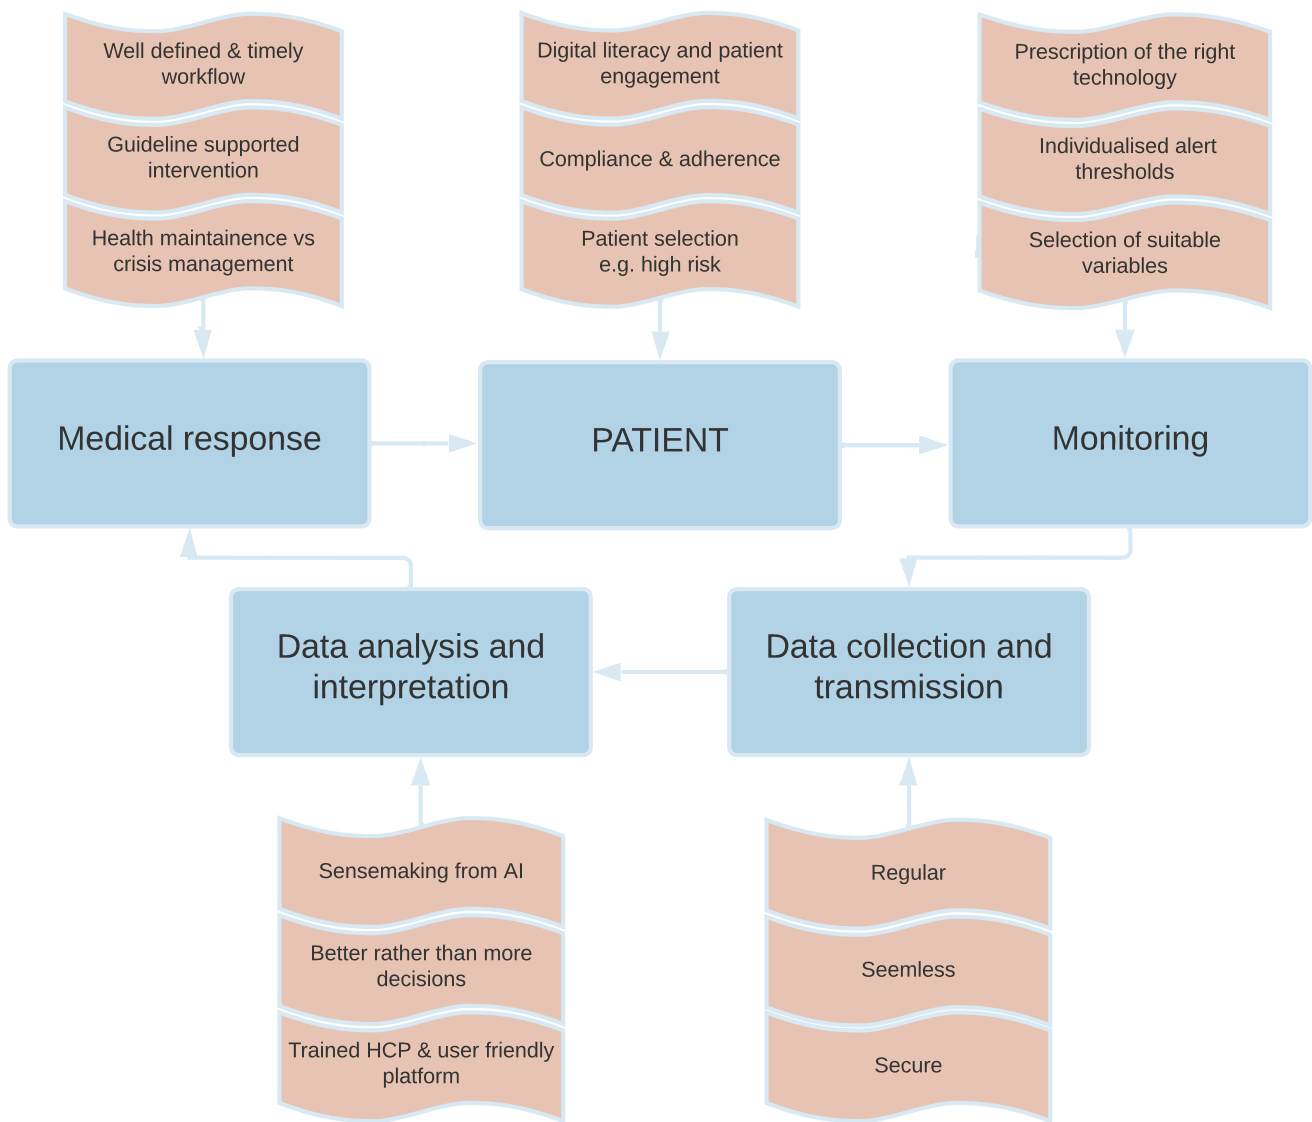 Well defined & timely
workflow
Guideline supported
intervention
Health maintainence vs
crisis management
Digital literacy and patient
engagement
Compliance & adherence
Patient selection
e.g. high risk
Prescription of the right
technology
Individualised alert
thresholds
Selection of suitable
variables
Medical response
PATIENT
Monitoring
Data analysis and
interpretation
Data collection and
transmission
Sensemaking from AI
Better rather than more
decisions
Trained HCP & user friendly
platform
Regular
Seemless
Secure